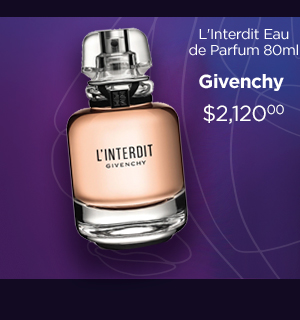 L'Interdit Eau
de Parfum 80ml
Givenchy
$2,120⁰⁰
L'INTERDIT
GIVENCHY